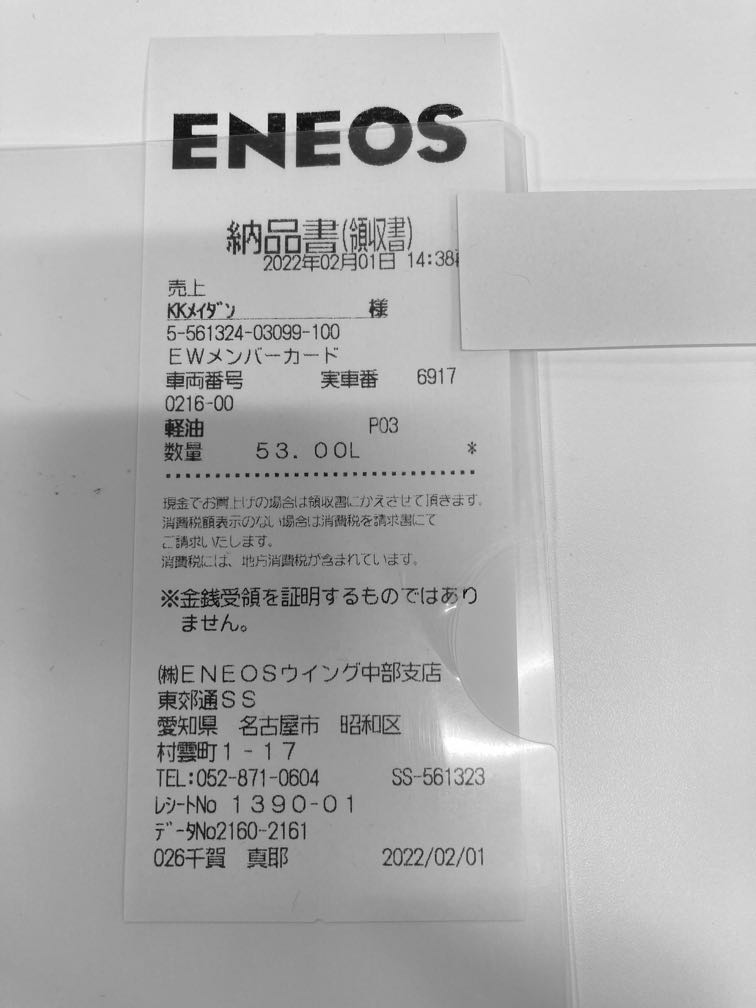 ENEOS
納品書(領収書)
2022年02月01日 14:38
売上
KKメイダン 様
5-561324-03099-100
EWメンバーカード
車両番号 実車番 6917
0216-00
軽油 P03
数量 53.00L *
現金でお買上げの場合は領収書にかえさせて頂きます。
消費税額表示のない場合は消費税を請求書にて
ご請求いたします。
消費税には、地方消費税が含まれています。
※金銭受領を証明するものではあり
ません。
㈱ENEOSウイング中部支店
東郊通SS
愛知県 名古屋市 昭和区
村雲町1-17
TEL:052-871-0604 SS-561323
レシートNo 1390-01
データNo2160-2161
026千賀 真耶 2022/02/01